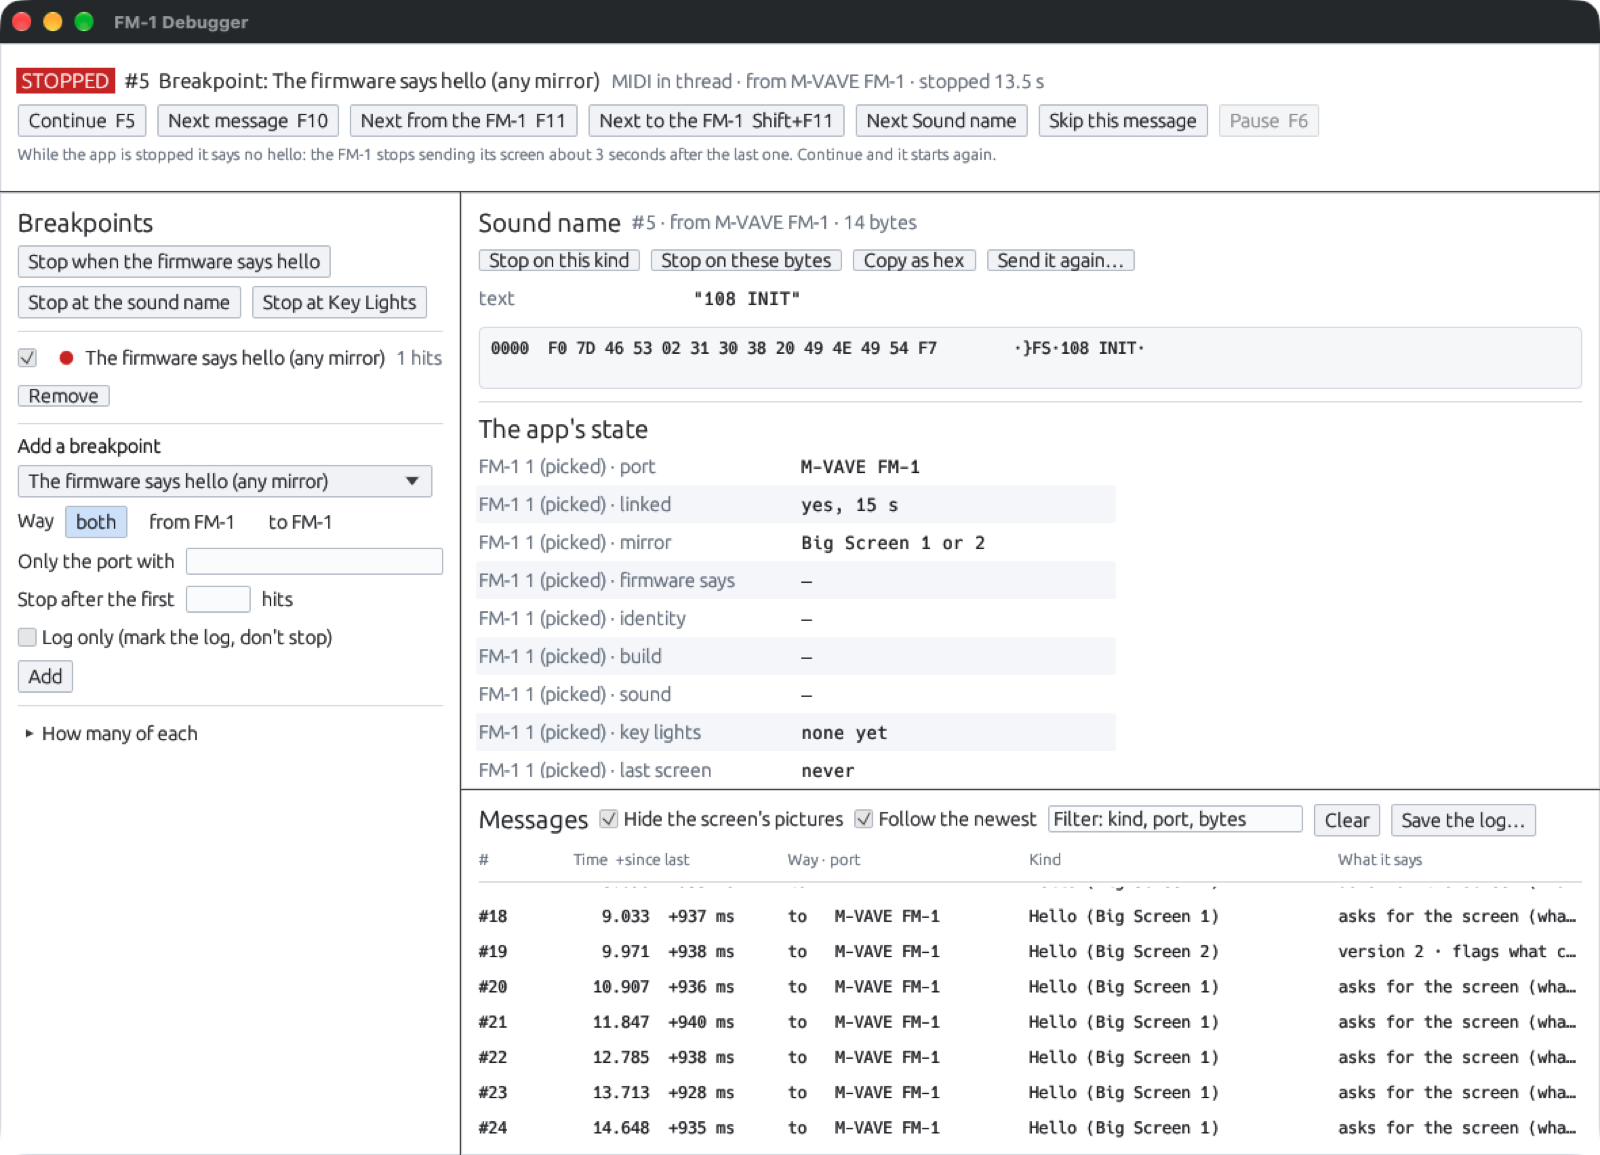 FM-1 Debugger
STOPPED #5 Breakpoint: The firmware says hello (any mirror) MIDI in thread · from M-VAVE FM-1 · stopped 13.5 s
Continue F5 Next message F10 Next from the FM-1 F11 Next to the FM-1 Shift+F11 Next Sound name Skip this message Pause F6
While the app is stopped it says no hello: the FM-1 stops sending its screen about 3 seconds after the last one. Continue and it starts again.
Breakpoints
Stop when the firmware says hello
Stop at the sound name Stop at Key Lights
The firmware says hello (any mirror) 1 hits
Remove
Add a breakpoint
The firmware says hello (any mirror)
Way both from FM-1 to FM-1
Only the port with
Stop after the first hits
Log only (mark the log, don't stop)
Add
How many of each
Sound name #5 · from M-VAVE FM-1 · 14 bytes
Stop on this kind Stop on these bytes Copy as hex Send it again…
text "108 INIT"
0000 F0 7D 46 53 02 31 30 38 20 49 4E 49 54 F7 ·}FS·108 INIT·
The app's state
FM-1 1 (picked) · port M-VAVE FM-1
FM-1 1 (picked) · linked yes, 15 s
FM-1 1 (picked) · mirror Big Screen 1 or 2
FM-1 1 (picked) · firmware says —
FM-1 1 (picked) · identity —
FM-1 1 (picked) · build —
FM-1 1 (picked) · sound —
FM-1 1 (picked) · key lights none yet
FM-1 1 (picked) · last screen never
Messages Hide the screen's pictures Follow the newest Filter: kind, port, bytes Clear Save the log…
# Time +since last Way · port Kind What it says
#18 9.033 +937 ms to M-VAVE FM-1 Hello (Big Screen 1) asks for the screen (wha…
#19 9.971 +938 ms to M-VAVE FM-1 Hello (Big Screen 2) version 2 · flags what c…
#20 10.907 +936 ms to M-VAVE FM-1 Hello (Big Screen 1) asks for the screen (wha…
#21 11.847 +940 ms to M-VAVE FM-1 Hello (Big Screen 1) asks for the screen (wha…
#22 12.785 +938 ms to M-VAVE FM-1 Hello (Big Screen 1) asks for the screen (wha…
#23 13.713 +928 ms to M-VAVE FM-1 Hello (Big Screen 1) asks for the screen (wha…
#24 14.648 +935 ms to M-VAVE FM-1 Hello (Big Screen 1) asks for the screen (wha…